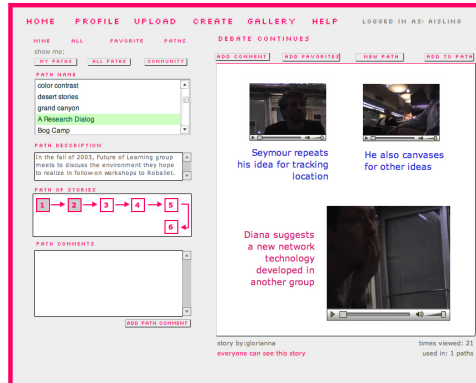 HOME PROFILE UPLOAD CREATE GALLERY HELP LOGGED IN AS: AISLING
MINE ALL FAVORITE PATHS
show me:
MY PATHS ALL PATHS COMMUNITY
PATH NAME
color contrast
desert stories
grand canyon
A Research Dialog
Bog Camp
PATH DESCRIPTION
In the fall of 2003, Future of Learning group
meets to discuss the environment they hope
to realize in follow-on workshops to Roballet.
PATH OF STORIES
1 2 3 4 5
6
PATH COMMENTS
ADD PATH COMMENT
DEBATE CONTINUES
ADD COMMENT ADD FAVORITES NEW PATH ADD TO PATH
Seymour repeats
his idea for tracking
location
He also canvases
for other ideas
Diana suggests
a new network
technology
developed in
another group
story by:glorianna times viewed: 21
everyone can see this story used in: 1 paths